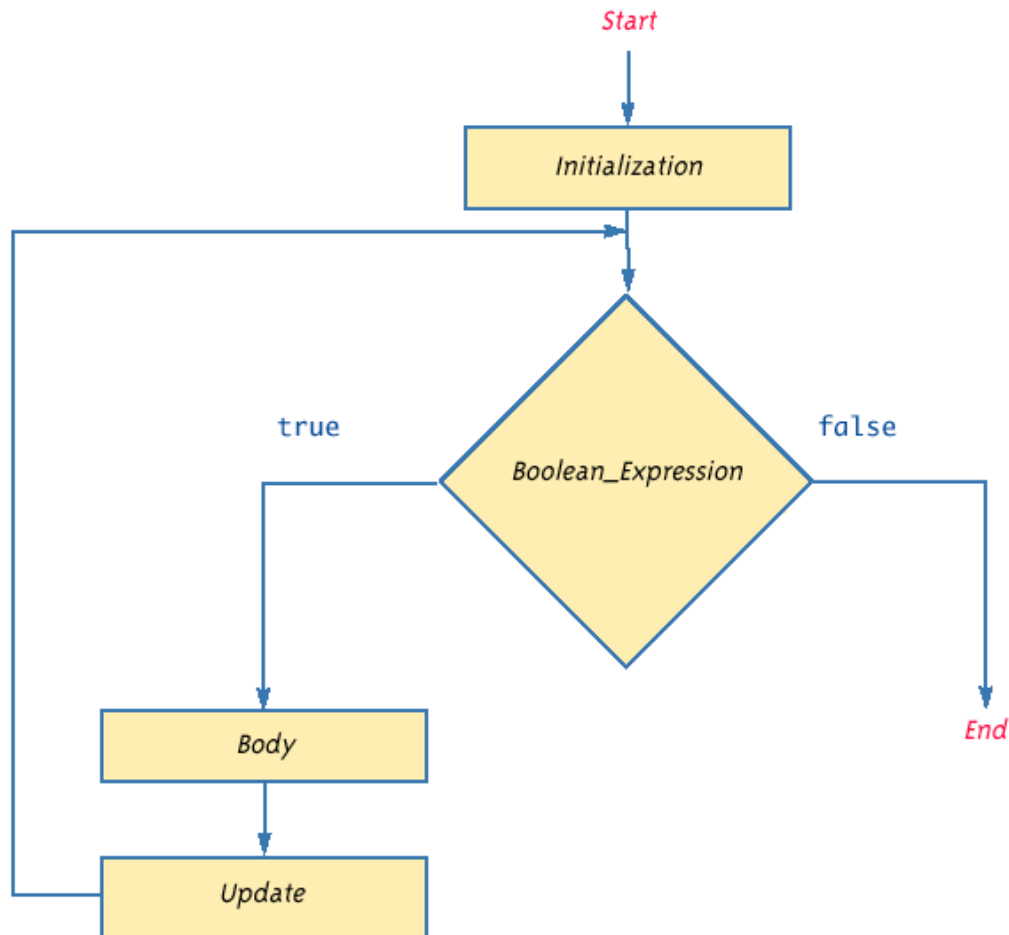 Start
Initialization
true
false
Boolean_Expression
Body
End
Update